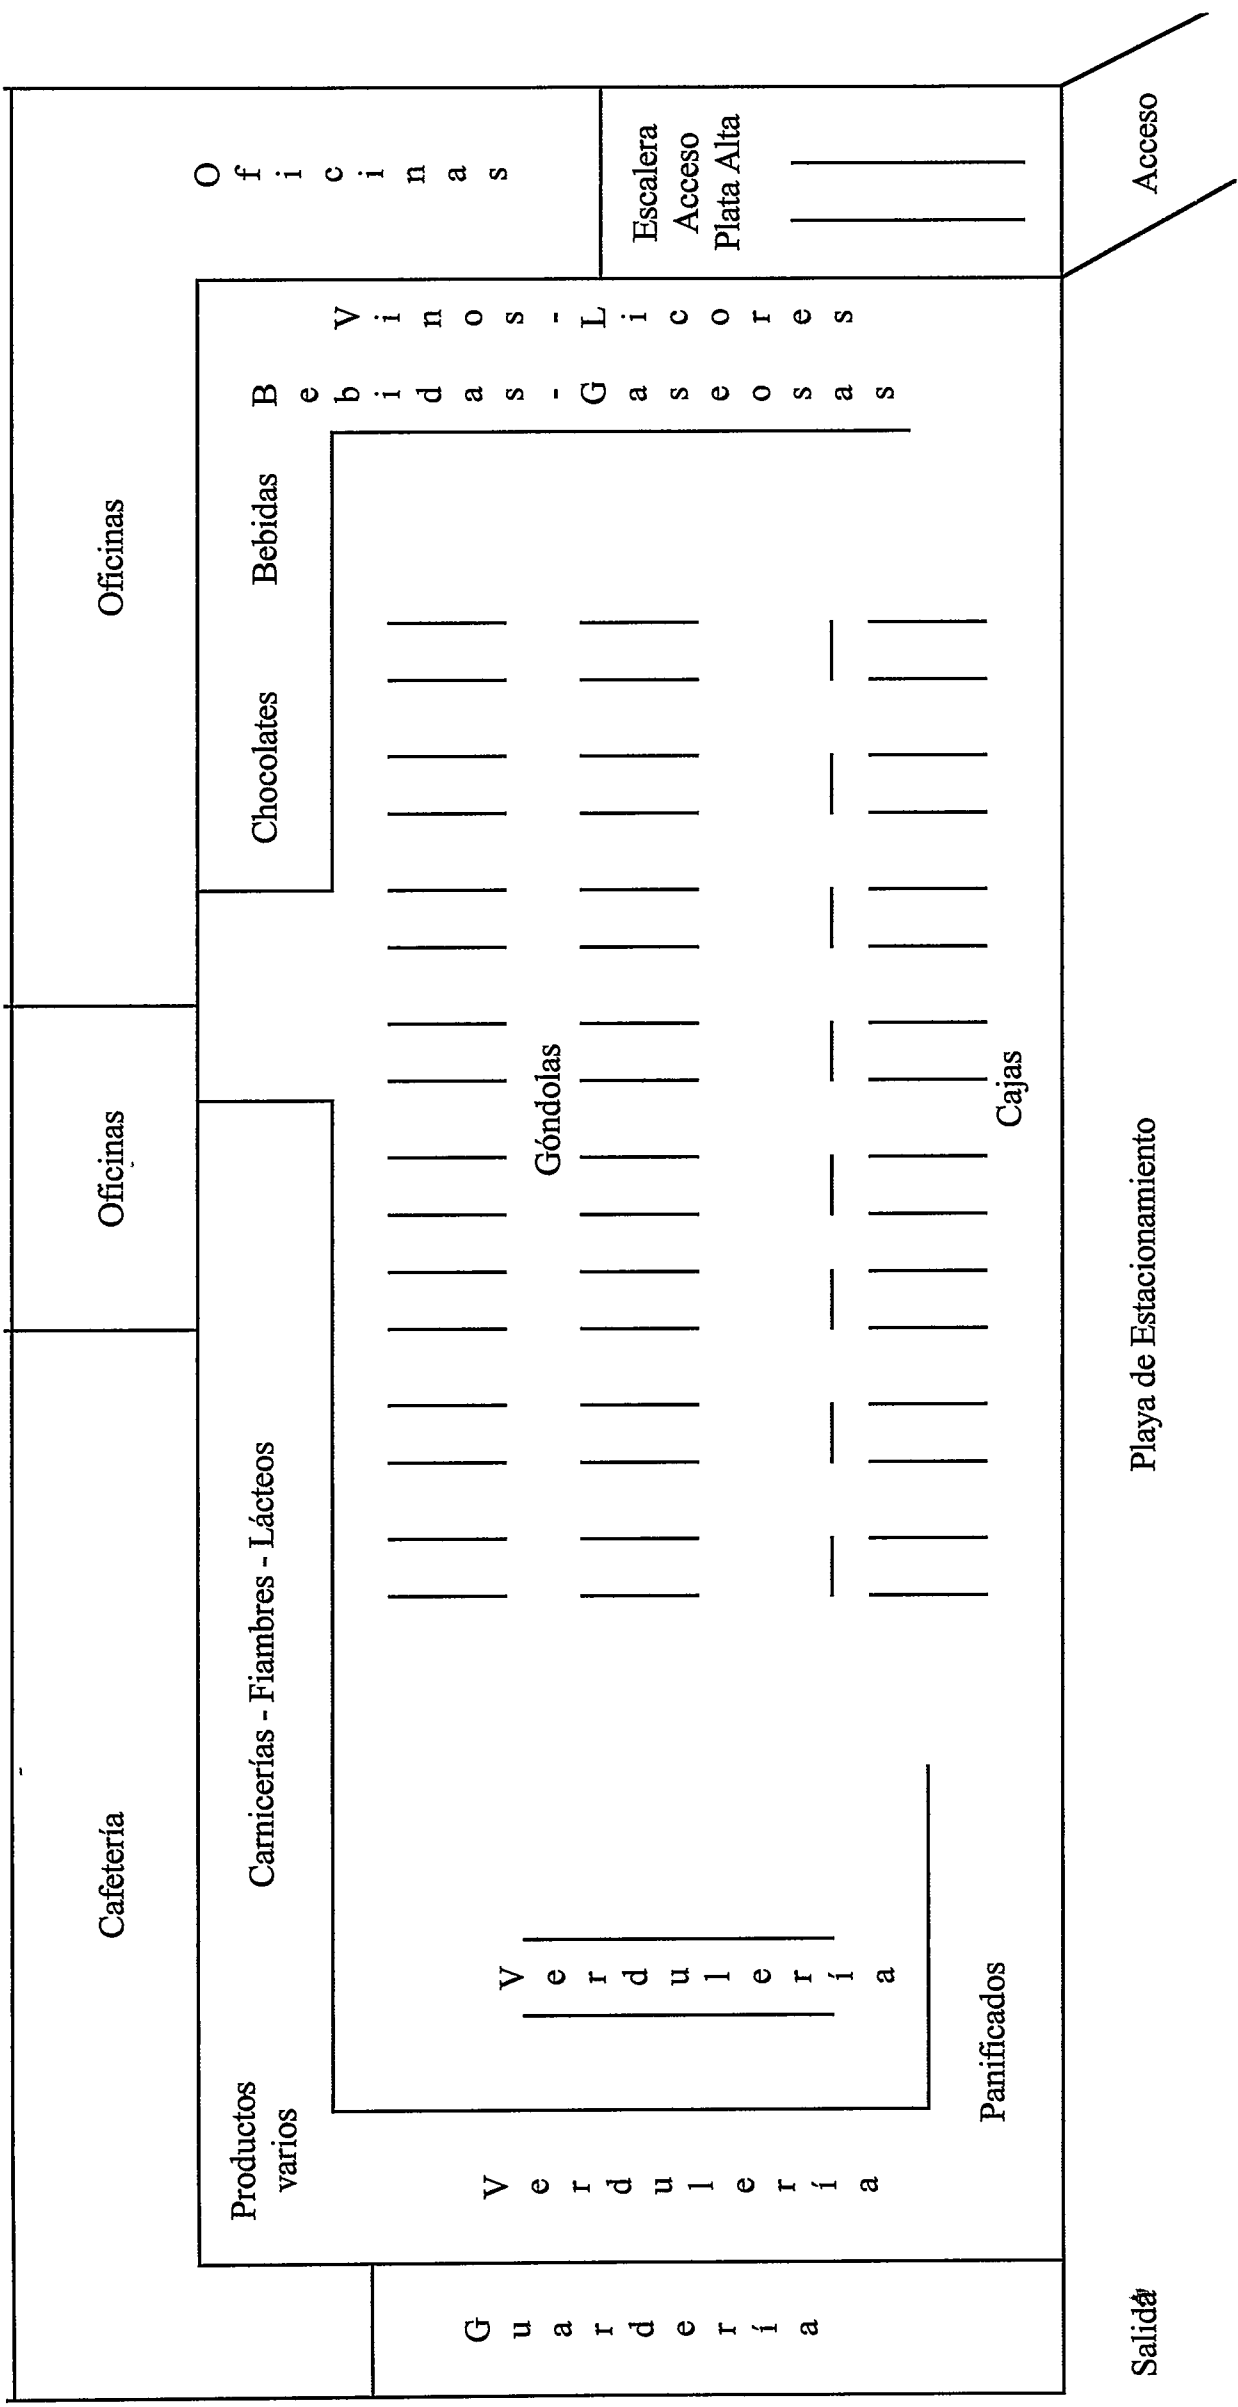 Cafetería
Oficinas
Oficinas
Oficinas
Productos
varios
Carnicerías - Fiambres - Lácteos
Chocolates
Bebidas
Bebidas-Gaseosas
Vinos-Licores
Guardería
Verdulería
Verdulería
Góndolas
Escalera
Acceso
Plata Alta
Panificados
Cajas
Salida
Playa de Estacionamiento
Acceso